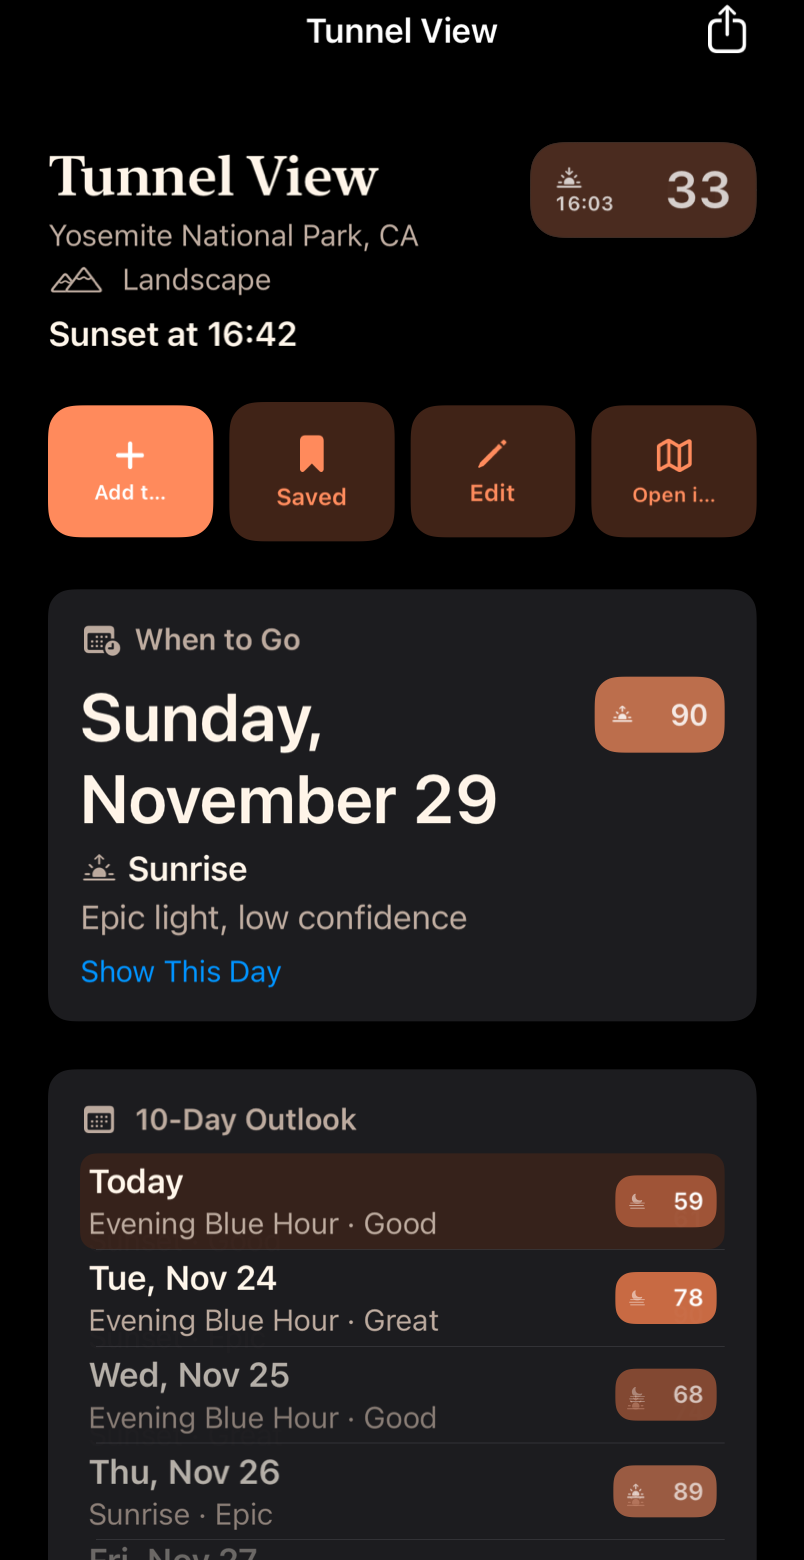 Tunnel View
Tunnel View
Yosemite National Park, CA
Landscape
Sunset at 16:42
16:03
33
Add t...
Saved
Edit
Open i...
When to Go
Sunday,
November 29
90
Sunrise
Epic light, low confidence
Show This Day
10-Day Outlook
Today
Evening Blue Hour · Good
59
Tue, Nov 24
Evening Blue Hour · Great
78
Wed, Nov 25
Evening Blue Hour · Good
68
Thu, Nov 26
Sunrise · Epic
89
Fri, Nov 27